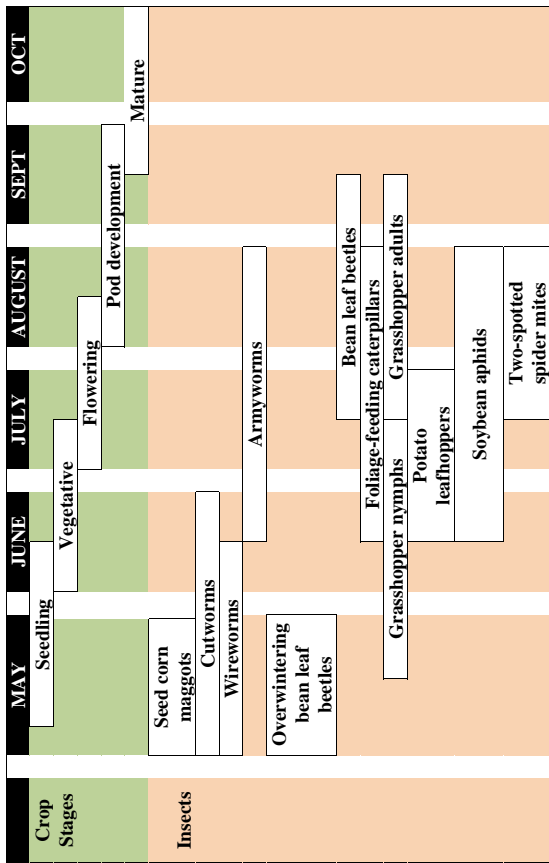 MAY
JUNE
JULY
AUGUST
SEPT
OCT
Crop
Stages
Seedling
Vegetative
Flowering
Pod development
Mature
Insects
Seed corn
maggots
Cutworms
Wireworms
Armyworms
Overwintering
bean leaf
beetles
Bean leaf beetles
Foliage-feeding caterpillars
Grasshopper nymphs
Grasshopper adults
Potato
leafhoppers
Soybean aphids
Two-spotted
spider mites